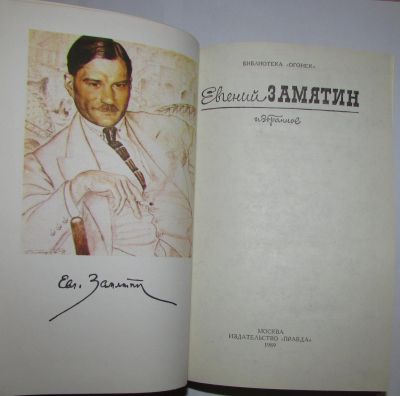 Евг. Замятин
БИБЛИОТЕКА «ОГОНЕК»
Евгений ЗАМЯТИН
избранное
МОСКВА
ИЗДАТЕЛЬСТВО «ПРАВДА»
1989